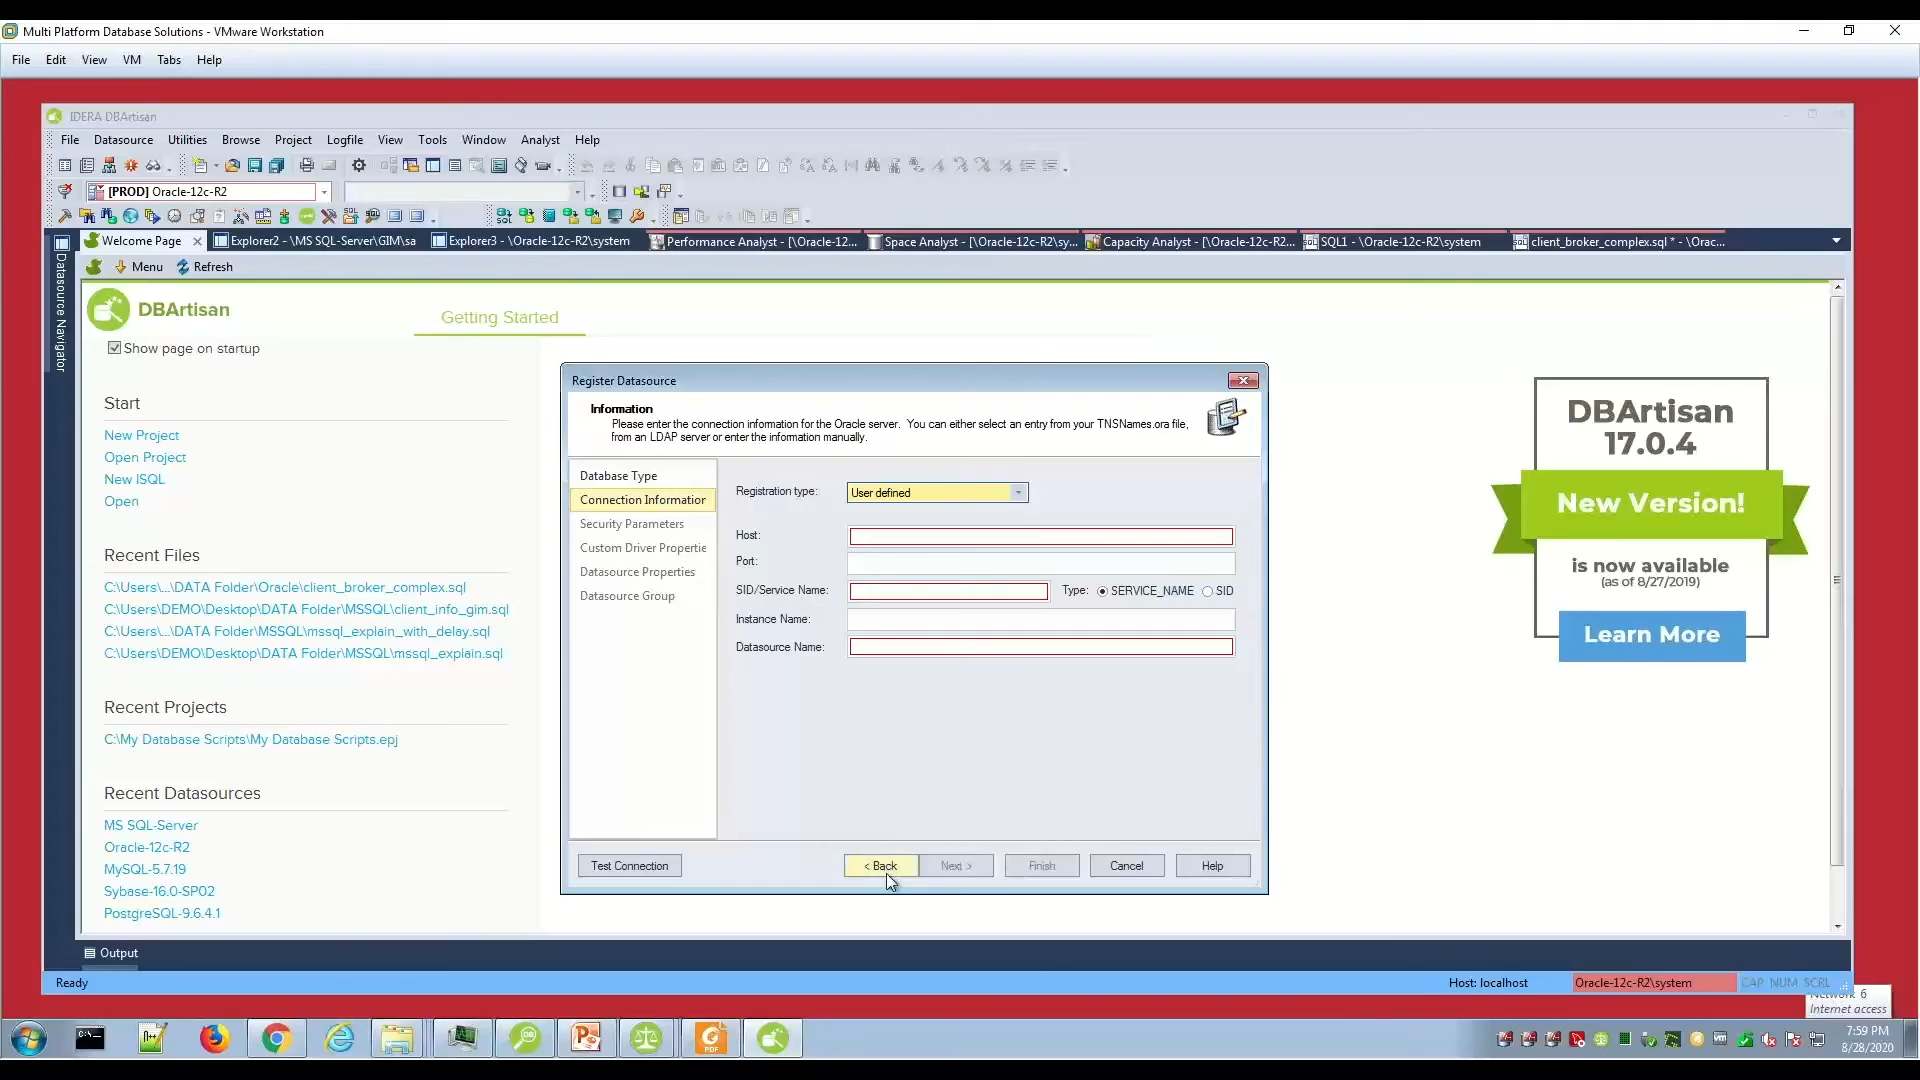 Multi Platform Database Solutions - VMware Workstation
File Edit View VM Tabs Help
IDERA DBArtisan
File Datasource Utilities Browse Project Logfile View Tools Window Analyst Help
[PROD] Oracle-12c-R2
Welcome Page
Explorer2 - \MS SQL-Server\GIM\sa
Explorer3 - \Oracle-12c-R2\system
Performance Analyst - [\Oracle-12...
Space Analyst - [\Oracle-12c-R2\sy...
Capacity Analyst - [\Oracle-12c-R2...
SQL1 - \Oracle-12c-R2\system
client_broker_complex.sql * - \Orac...
Datasource Navigator
Menu Refresh
DBArtisan
Show page on startup
Getting Started
Start
New Project
Open Project
New ISQL
Open
Recent Files
C:\Users\...\DATA Folder\Oracle\client_broker_complex.sql
C:\Users\DEMO\Desktop\DATA Folder\MSSQL\client_info_gim.sql
C:\Users\...\DATA Folder\MSSQL\mssql_explain_with_delay.sql
C:\Users\DEMO\Desktop\DATA Folder\MSSQL\mssql_explain.sql
Recent Projects
C:\My Database Scripts\My Database Scripts.epj
Recent Datasources
MS SQL-Server
Oracle-12c-R2
MySQL-5.7.19
Sybase-16.0-SP02
PostgreSQL-9.6.4.1
Register Datasource
Information
Please enter the connection information for the Oracle server. You can either select an entry from your TNSNames.ora file,
from an LDAP server or enter the information manually.
Database Type
Connection Information
Security Parameters
Custom Driver Propertie
Datasource Properties
Datasource Group
Registration type: User defined
Host:
Port:
SID/Service Name: Type: SERVICE_NAME SID
Instance Name:
Datasource Name:
Test Connection < Back Next > Finish Cancel Help
DBArtisan
17.0.4
New Version!
is now available
(as of 8/27/2019)
Learn More
Output
Ready Host: localhost Oracle-12c-R2\system CAP NUM SCRL
Network 6
Internet access
7:59 PM
8/28/2020